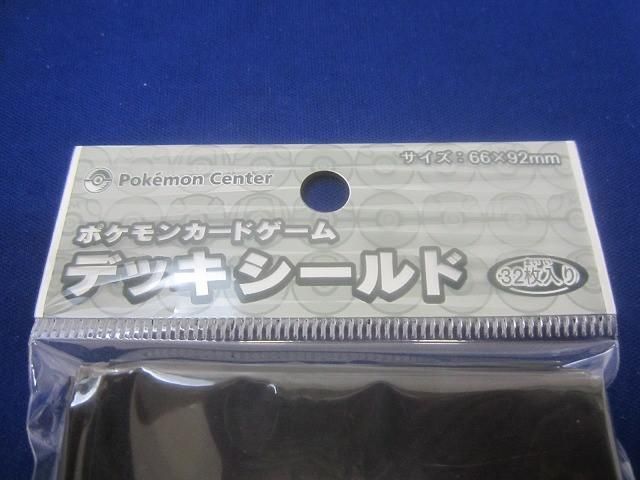 サイズ：66×92mm
Pokémon Center
ポケモンカードゲーム
デッキシールド
32枚入り